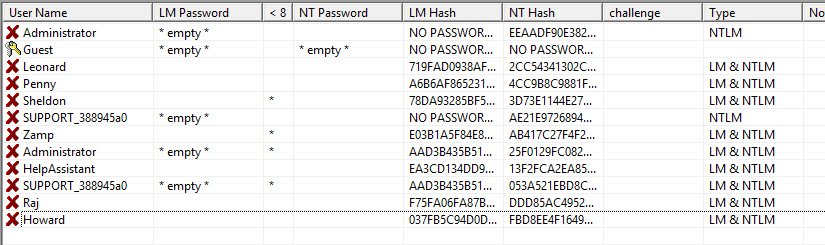 User Name LM Password < 8 NT Password LM Hash NT Hash challenge Type No
Administrator * empty * NO PASSWOR... EEAADF90E382... NTLM
Guest * empty * * empty * NO PASSWOR... NO PASSWOR...
Leonard 719FAD0938AF... 2CC54341302C... LM & NTLM
Penny A6B6AF865231... 4CC9B8C9881F... LM & NTLM
Sheldon * 78DA93285BF5... 3D73E1144E27... LM & NTLM
SUPPORT_388945a0 * empty * NO PASSWOR... AE21E9726894... NTLM
Zamp * E03B1A5F84E8... AB417C27F4F2... LM & NTLM
Administrator * empty * * AAD3B435B51... 25F0129FC082... LM & NTLM
HelpAssistant EA3CD134DD9... 13F2FCA2EA85... LM & NTLM
SUPPORT_388945a0 * empty * * AAD3B435B51... 053A521EBD8C... LM & NTLM
Raj F75FA06FA87B... DDD85AC4952... LM & NTLM
Howard 037FB5C94D0D... FBD8EE4F1649... LM & NTLM